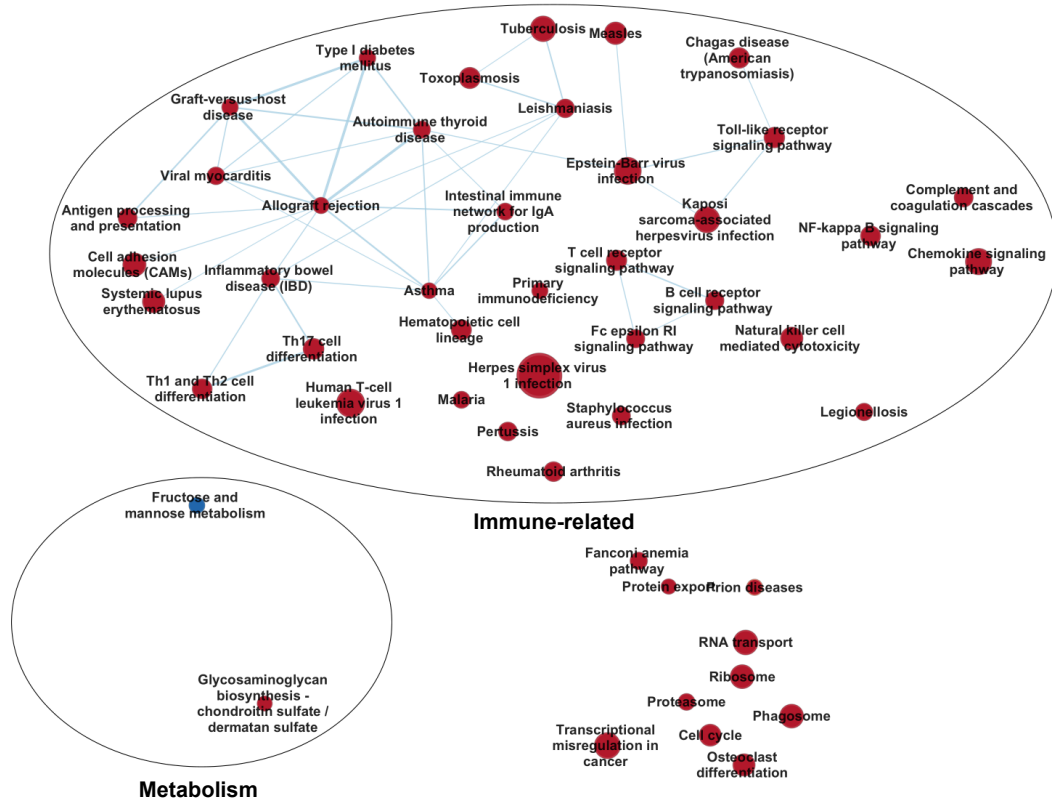 Tuberculosis
Measles
Type I diabetes
mellitus
Chagas disease
(American
trypanosomiasis)
Toxoplasmosis
Graft-versus-host
disease
Leishmaniasis
Autoimmune thyroid
disease
Toll-like receptor
signaling pathway
Epstein-Barr virus
infection
Viral myocarditis
Intestinal immune
network for IgA
production
Complement and
coagulation cascades
Allograft rejection
Antigen processing
and presentation
Kaposi
sarcoma-associated
herpesvirus infection
NF-kappa B signaling
pathway
Cell adhesion
molecules (CAMs)
T cell receptor
signaling pathway
Chemokine signaling
pathway
Inflammatory bowel
disease (IBD)
Systemic lupus
erythematosus
Asthma
Primary
immunodeficiency
B cell receptor
signaling pathway
Hematopoietic cell
lineage
Fc epsilon RI
signaling pathway
Natural killer cell
mediated cytotoxicity
Th17 cell
differentiation
Herpes simplex virus
1 infection
Th1 and Th2 cell
differentiation
Human T-cell
leukemia virus 1
infection
Malaria
Staphylococcus
aureus infection
Legionellosis
Pertussis
Rheumatoid arthritis
Immune-related
Fructose and
mannose metabolism
Glycosaminoglycan
biosynthesis -
chondroitin sulfate /
dermatan sulfate
Metabolism
Fanconi anemia
pathway
Protein export
Prion diseases
RNA transport
Ribosome
Proteasome
Phagosome
Transcriptional
misregulation in
cancer
Cell cycle
Osteoclast
differentiation